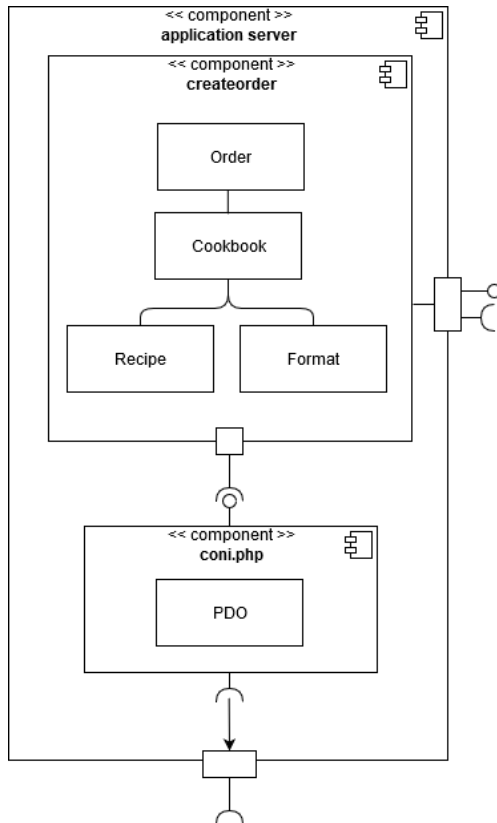 << component >>
application server
<< component >>
createorder
Order
Cookbook
Recipe
Format
<< component >>
coni.php
PDO